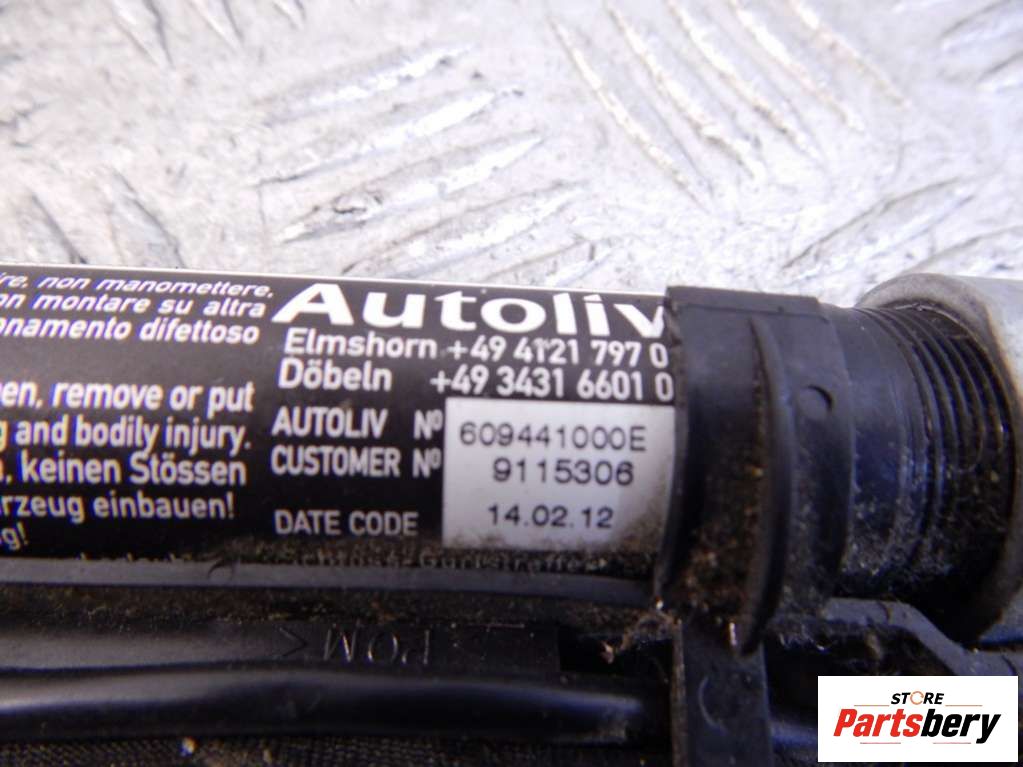 re, non manomettere,
on montare su altra
onamento difettoso
en, remove or put
g and bodily injury.
, keinen Stössen
rzeug einbauen!
g!
Autoliv
Elmshorn +49 4121 797 0
Döbeln +49 3431 6601 0
AUTOLIV Nº 609441000E
CUSTOMER Nº 9115306
DATE CODE 14.02.12
>POM<
STORE
Partsbery